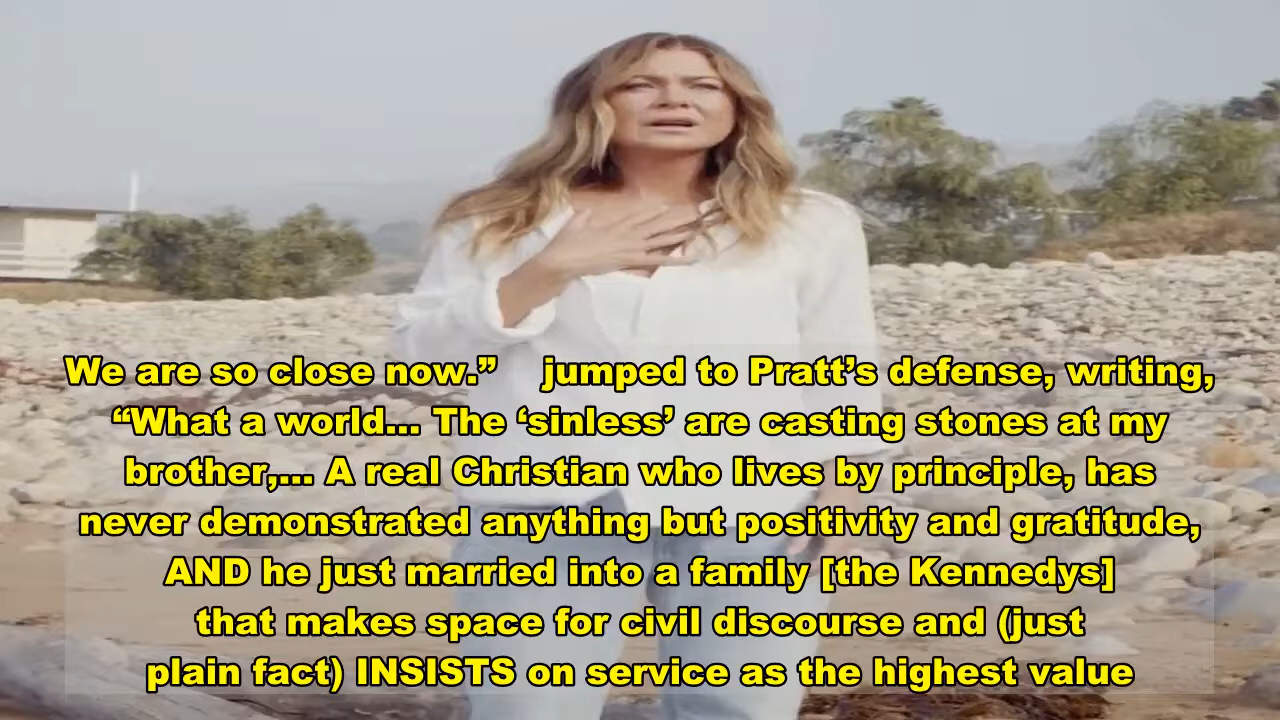 We are so close now.” jumped to Pratt’s defense, writing,
“What a world... The ‘sinless’ are casting stones at my
brother,... A real Christian who lives by principle, has
never demonstrated anything but positivity and gratitude,
AND he just married into a family [the Kennedys]
that makes space for civil discourse and (just
plain fact) INSISTS on service as the highest value